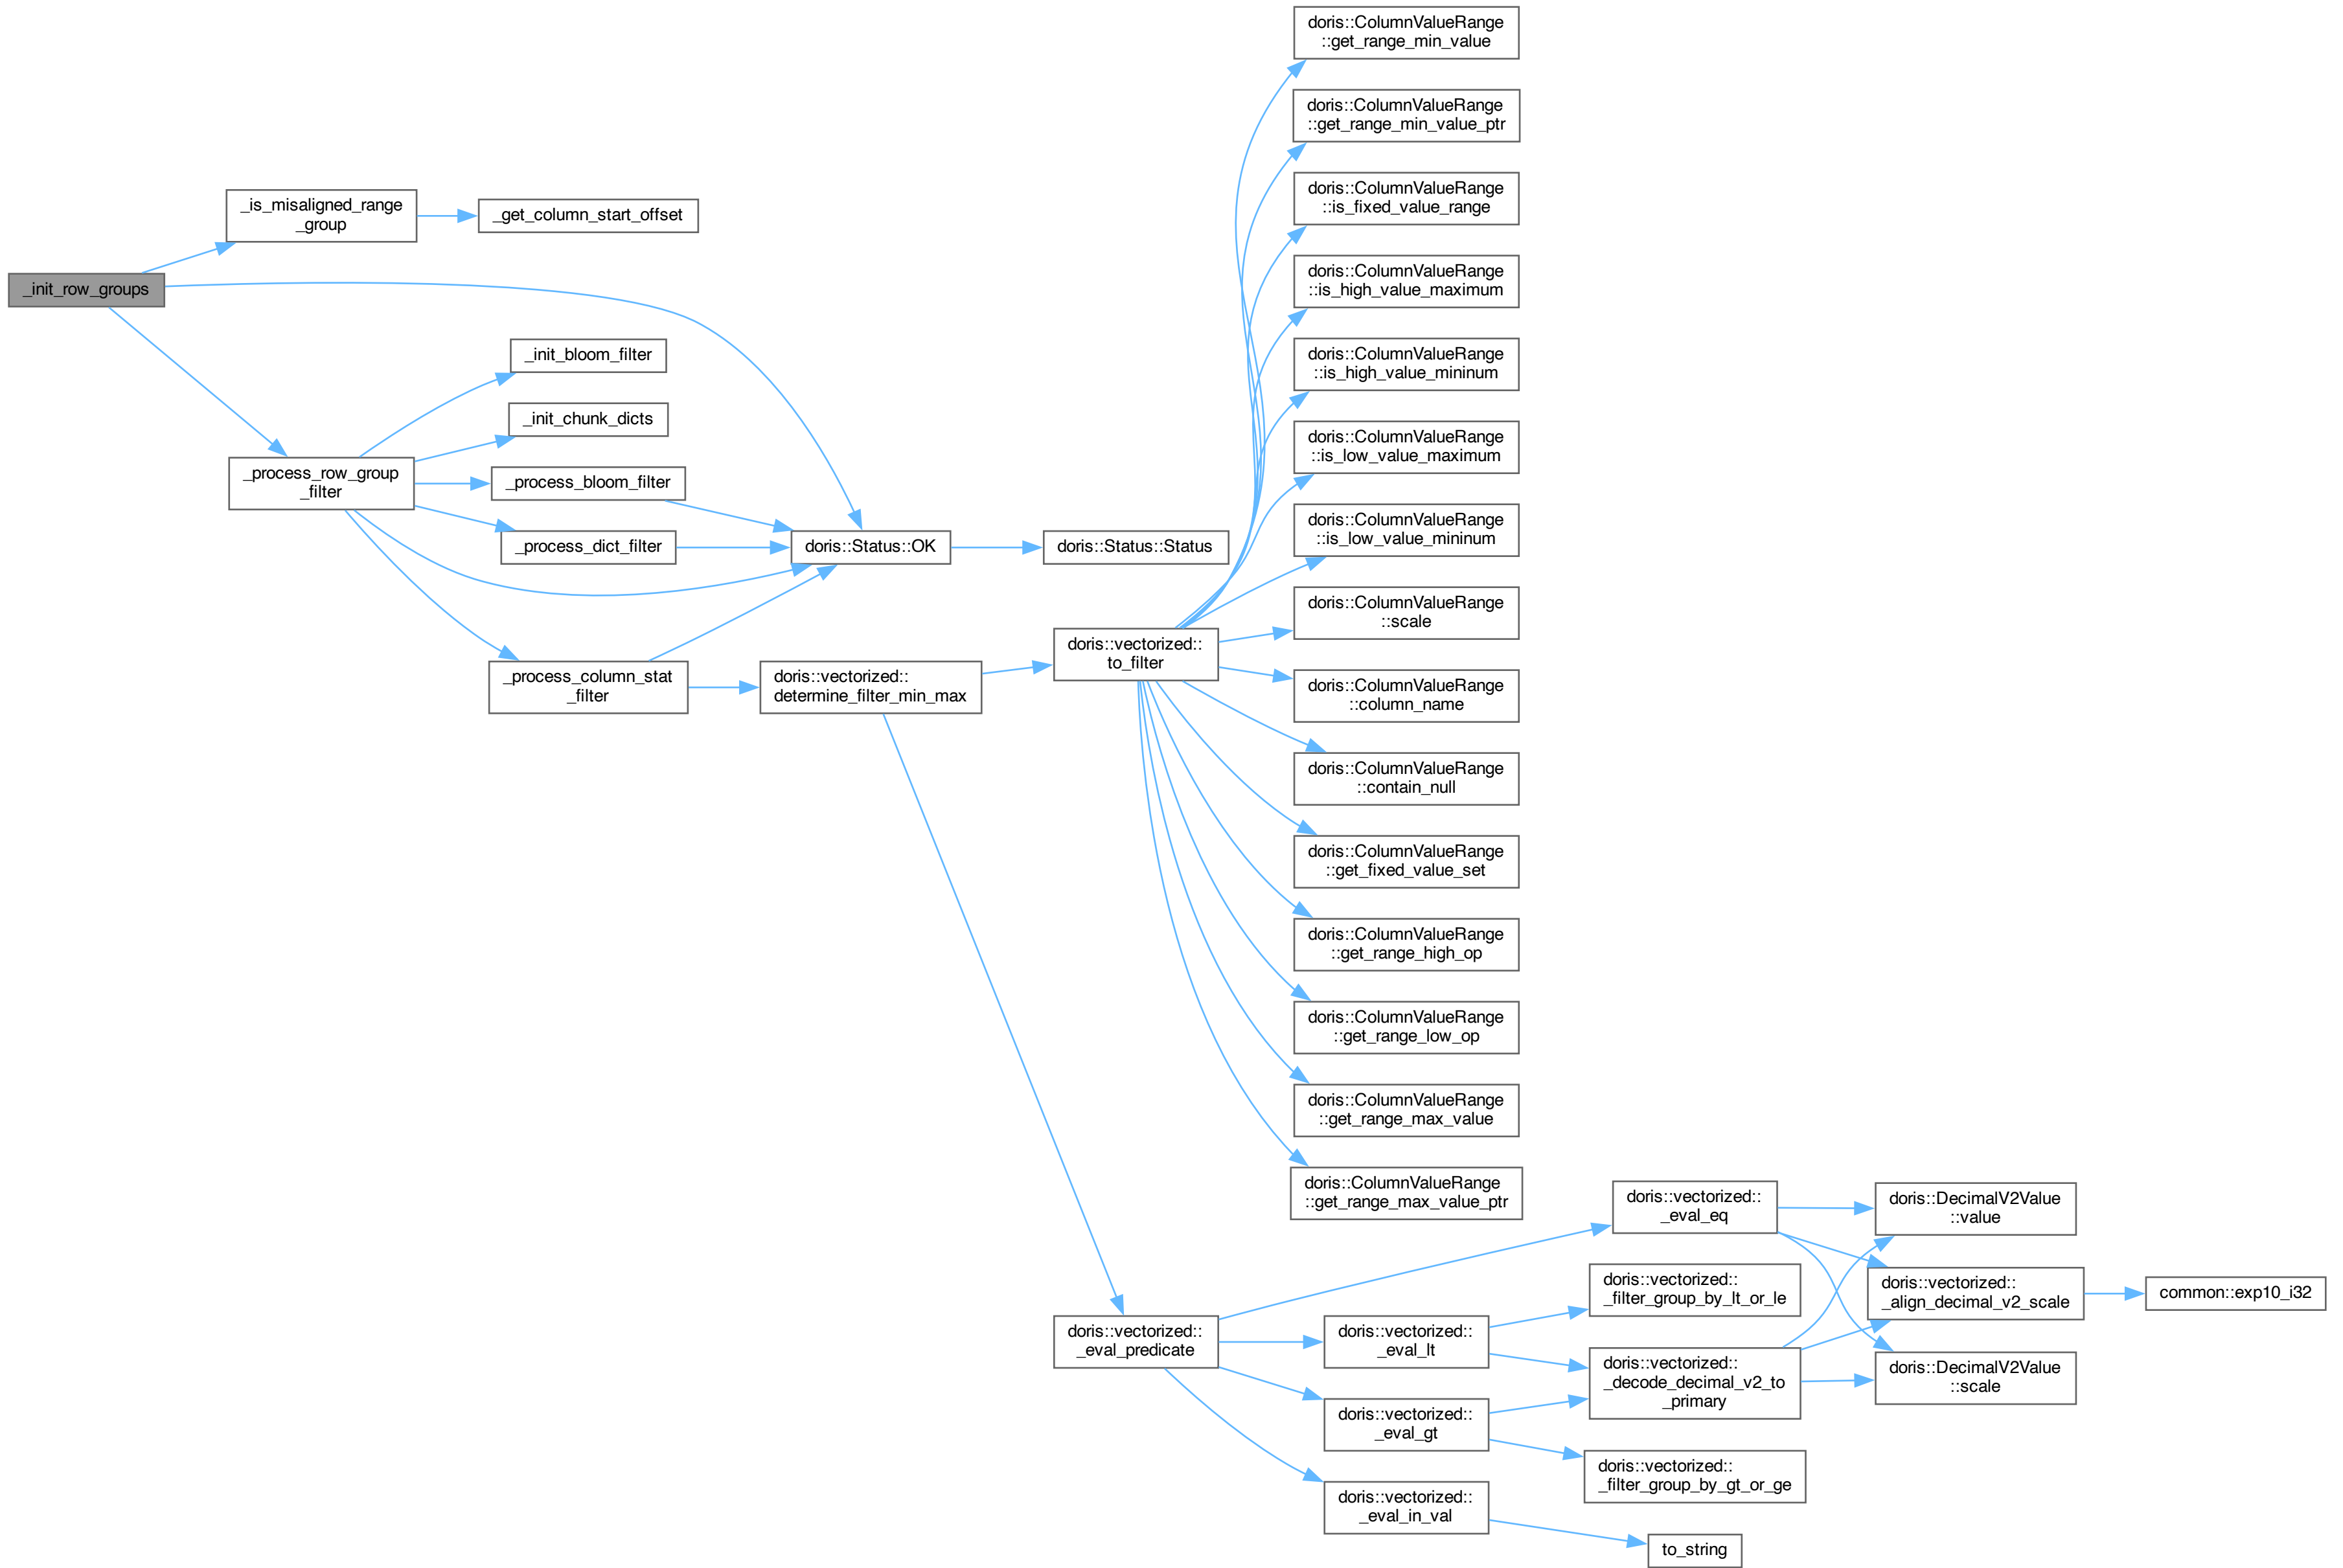 _init_row_groups
_is_misaligned_range
_group
_get_column_start_offset
_process_row_group
_filter
_init_bloom_filter
_init_chunk_dicts
_process_bloom_filter
_process_dict_filter
_process_column_stat
_filter
doris::Status::OK
doris::Status::Status
doris::vectorized::
determine_filter_min_max
doris::vectorized::
to_filter
doris::ColumnValueRange
::get_range_min_value
doris::ColumnValueRange
::get_range_min_value_ptr
doris::ColumnValueRange
::is_fixed_value_range
doris::ColumnValueRange
::is_high_value_maximum
doris::ColumnValueRange
::is_high_value_mininum
doris::ColumnValueRange
::is_low_value_maximum
doris::ColumnValueRange
::is_low_value_mininum
doris::ColumnValueRange
::scale
doris::ColumnValueRange
::column_name
doris::ColumnValueRange
::contain_null
doris::ColumnValueRange
::get_fixed_value_set
doris::ColumnValueRange
::get_range_high_op
doris::ColumnValueRange
::get_range_low_op
doris::ColumnValueRange
::get_range_max_value
doris::ColumnValueRange
::get_range_max_value_ptr
doris::vectorized::
_eval_predicate
doris::vectorized::
_eval_eq
doris::vectorized::
_eval_lt
doris::vectorized::
_eval_gt
doris::vectorized::
_eval_in_val
doris::vectorized::
_filter_group_by_lt_or_le
doris::vectorized::
_decode_decimal_v2_to
_primary
doris::vectorized::
_filter_group_by_gt_or_ge
to_string
doris::DecimalV2Value
::value
doris::vectorized::
_align_decimal_v2_scale
doris::DecimalV2Value
::scale
common::exp10_i32